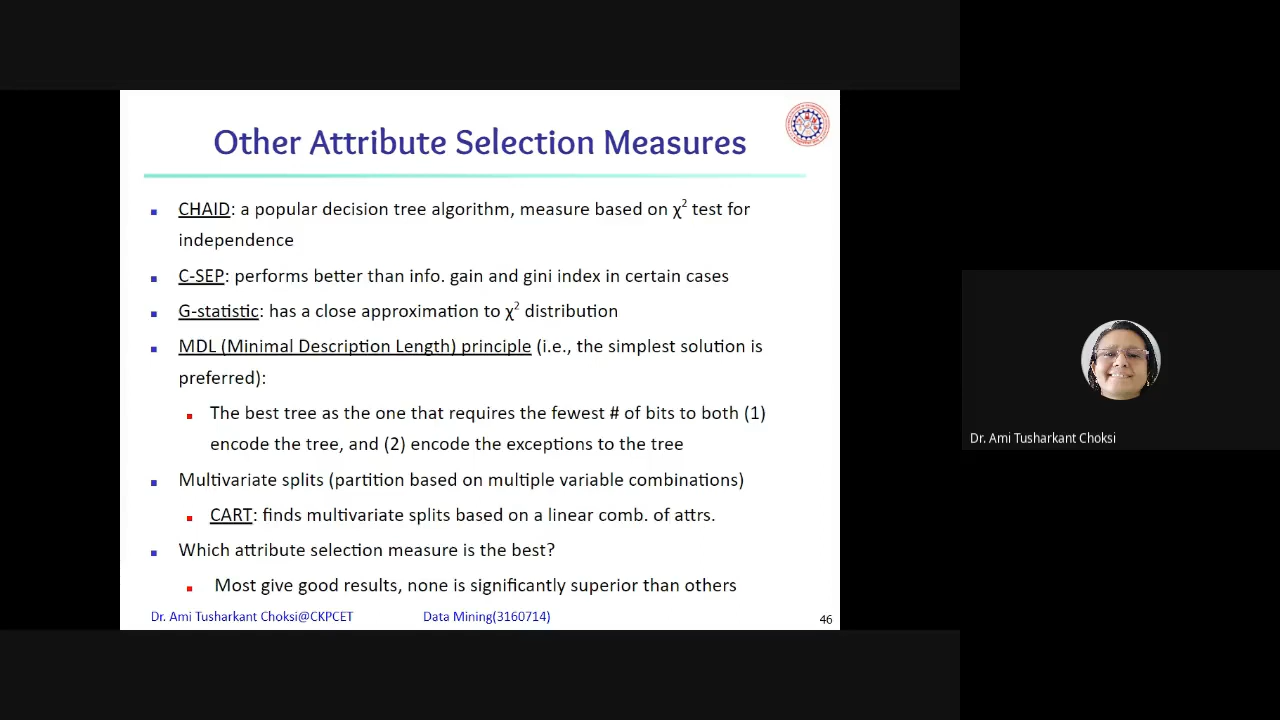 Other Attribute Selection Measures
CHAID: a popular decision tree algorithm, measure based on χ² test for
independence
C-SEP: performs better than info. gain and gini index in certain cases
G-statistic: has a close approximation to χ² distribution
MDL (Minimal Description Length) principle (i.e., the simplest solution is
preferred):
The best tree as the one that requires the fewest # of bits to both (1)
encode the tree, and (2) encode the exceptions to the tree
Multivariate splits (partition based on multiple variable combinations)
CART: finds multivariate splits based on a linear comb. of attrs.
Which attribute selection measure is the best?
Most give good results, none is significantly superior than others
Dr. Ami Tusharkant Choksi@CKPCET Data Mining(3160714) 46
Dr. Ami Tusharkant Choksi